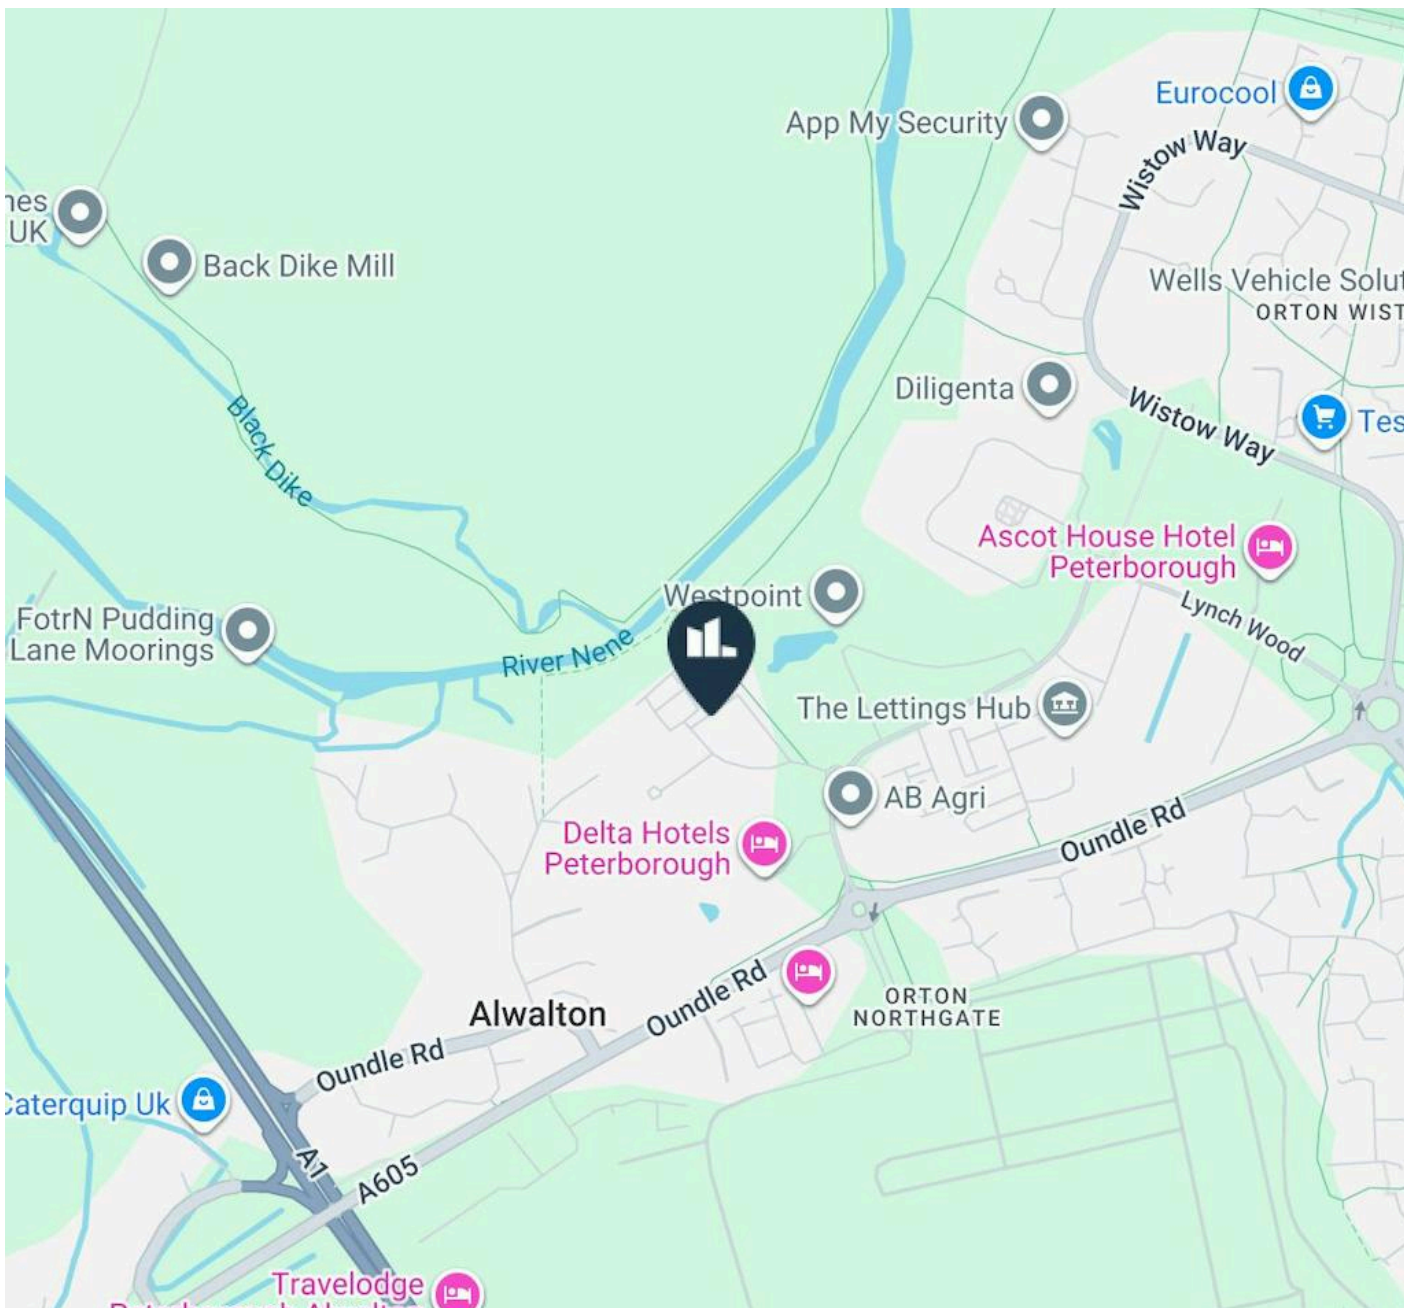 Eurocool
App My Security
Wistow Way
nes
UK
Back Dike Mill
Wells Vehicle Solut
ORTON WIST
Diligenta
Wistow Way
Tes
Black Dike
Ascot House Hotel
Peterborough
Westpoint
Lynch Wood
FotrN Pudding
Lane Moorings
River Nene
The Lettings Hub
AB Agri
Oundle Rd
Delta Hotels
Peterborough
Oundle Rd
ORTON
NORTHGATE
Alwalton
Oundle Rd
Caterquip Uk
A1
A605
Travelodge